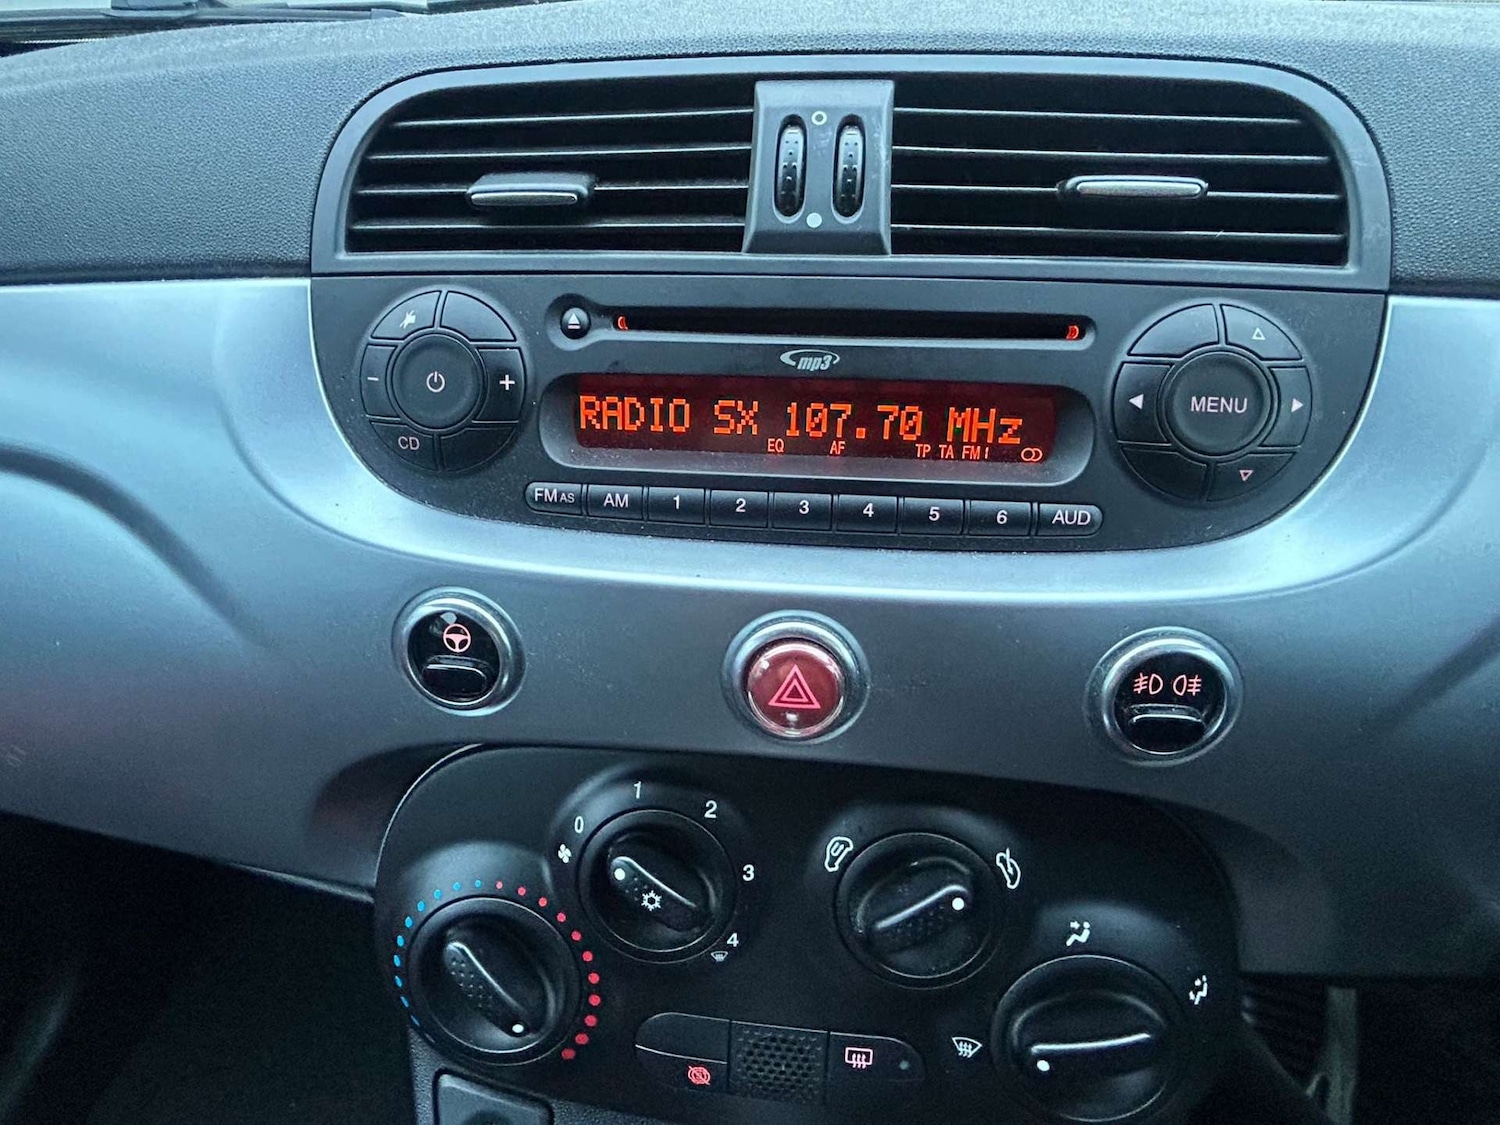 mp3
RADIO SX 107.70 MHz
EQ AF TP TA FM1
MENU
CD
FM AS AM 1 2 3 4 5 6 AUD
0 1 2 3 4